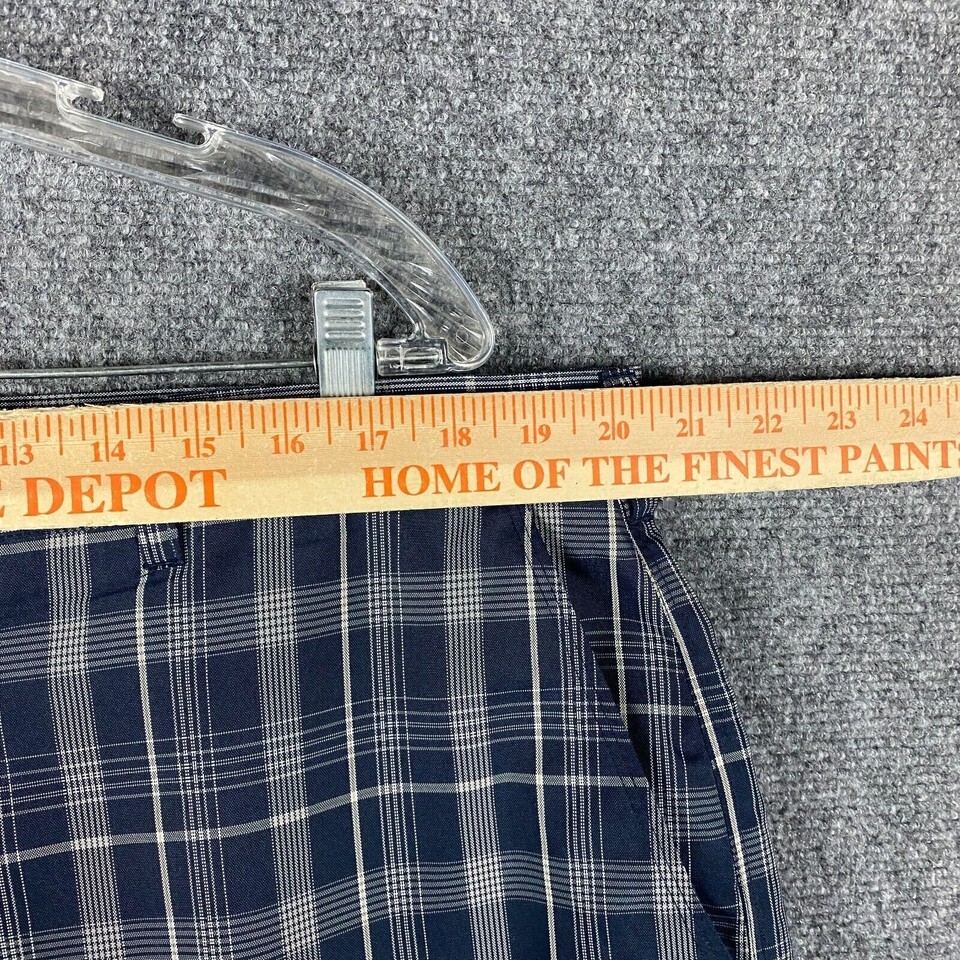 13 14 15 16 17 18 19 20 21 22 23 24
DEPOT HOME OF THE FINEST PAINTS